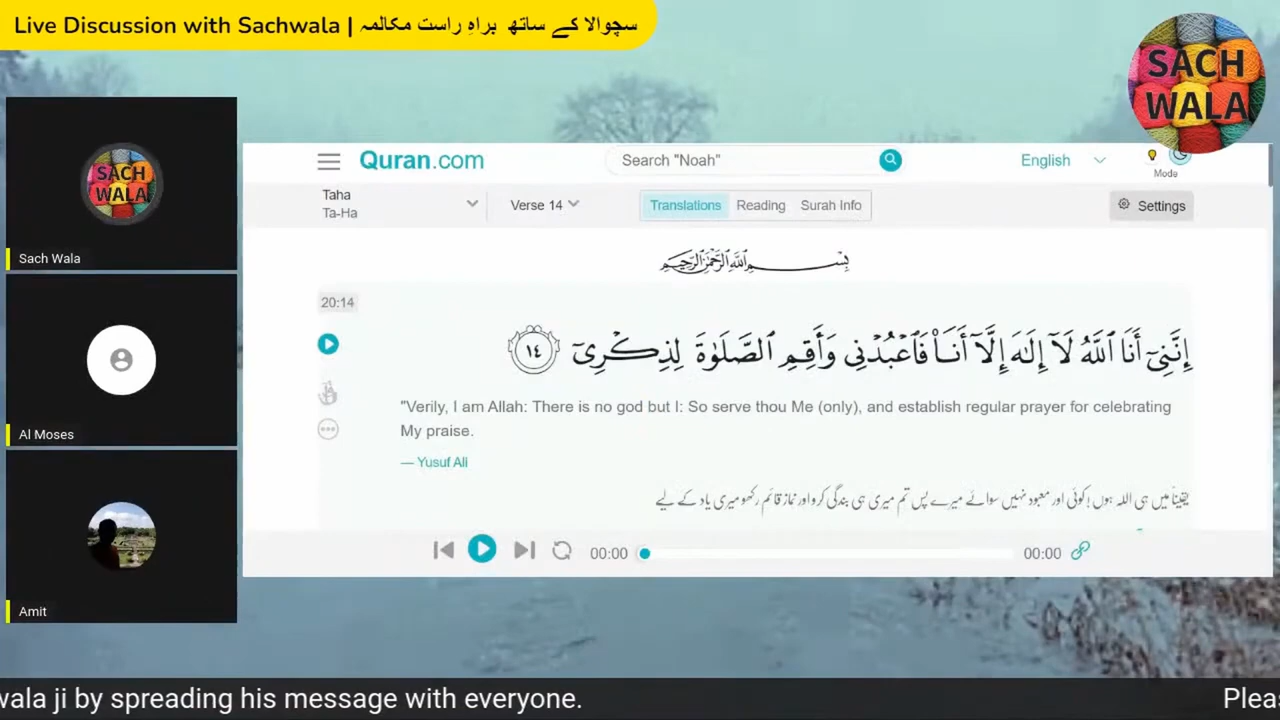 Live Discussion with Sachwala | سچوالا کے ساتھ براہِ راست مکالمہ
SACH
WALA
SACH
WALA
Sach Wala
Al Moses
Amit
Quran.com
Search "Noah"
English
Mode
Taha
Ta-Ha
Verse 14
Translations Reading Surah Info
Settings
بِسْمِ ٱللَّهِ ٱلرَّحْمَٰنِ ٱلرَّحِيمِ
20:14
إِنَّنِىٓ أَنَا ٱللَّهُ لَآ إِلَـٰهَ إِلَّآ أَنَا۠ فَٱعْبُدْنِى وَأَقِمِ ٱلصَّلَوٰةَ لِذِكْرِىٓ ١٤
"Verily, I am Allah: There is no god but I: So serve thou Me (only), and establish regular prayer for celebrating
My praise.
— Yusuf Ali
یقیناً میں ہی اللہ ہوں! کوئی اور معبود نہیں سوائے میرے پس تم میری ہی بندگی کرو اور نماز قائم رکھو میری یاد کے لیے
00:00
00:00
wala ji by spreading his message with everyone.
Plea